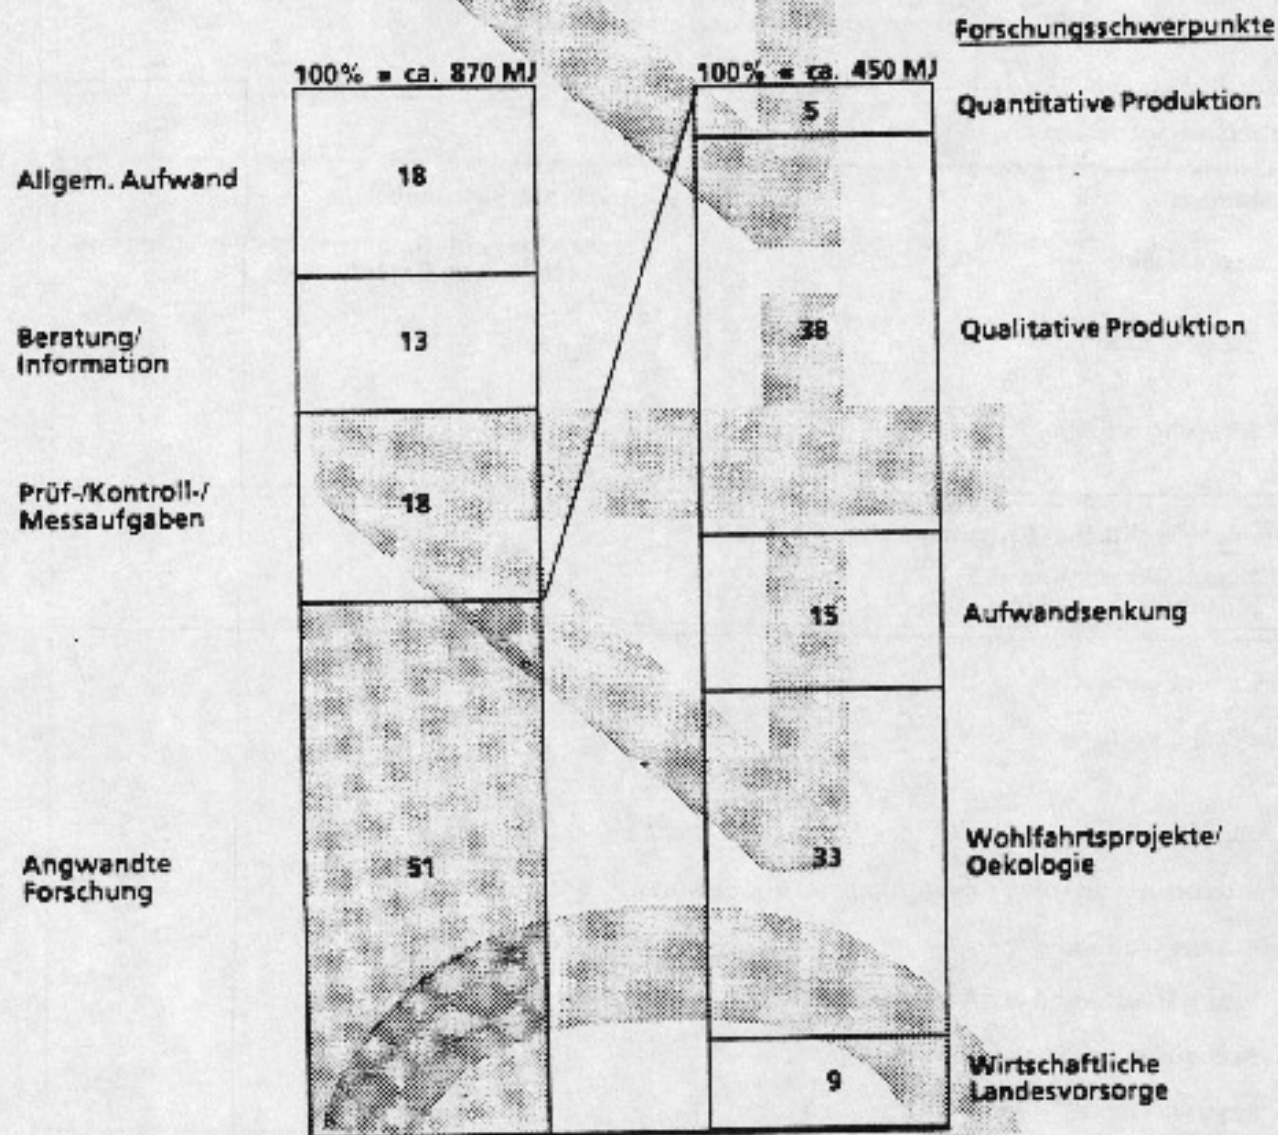 Forschungsschwerpunkte
100% = ca. 870 MJ
100% = ca. 450 MJ
5
Quantitative Produktion
Allgem. Aufwand
18
Beratung/
Information
13
38
Qualitative Produktion
Prüf-/Kontroll-/
Messaufgaben
18
15
Aufwandsenkung
Angwandte
Forschung
51
33
Wohlfahrtsprojekte/
Oekologie
9
Wirtschaftliche
Landesvorsorge